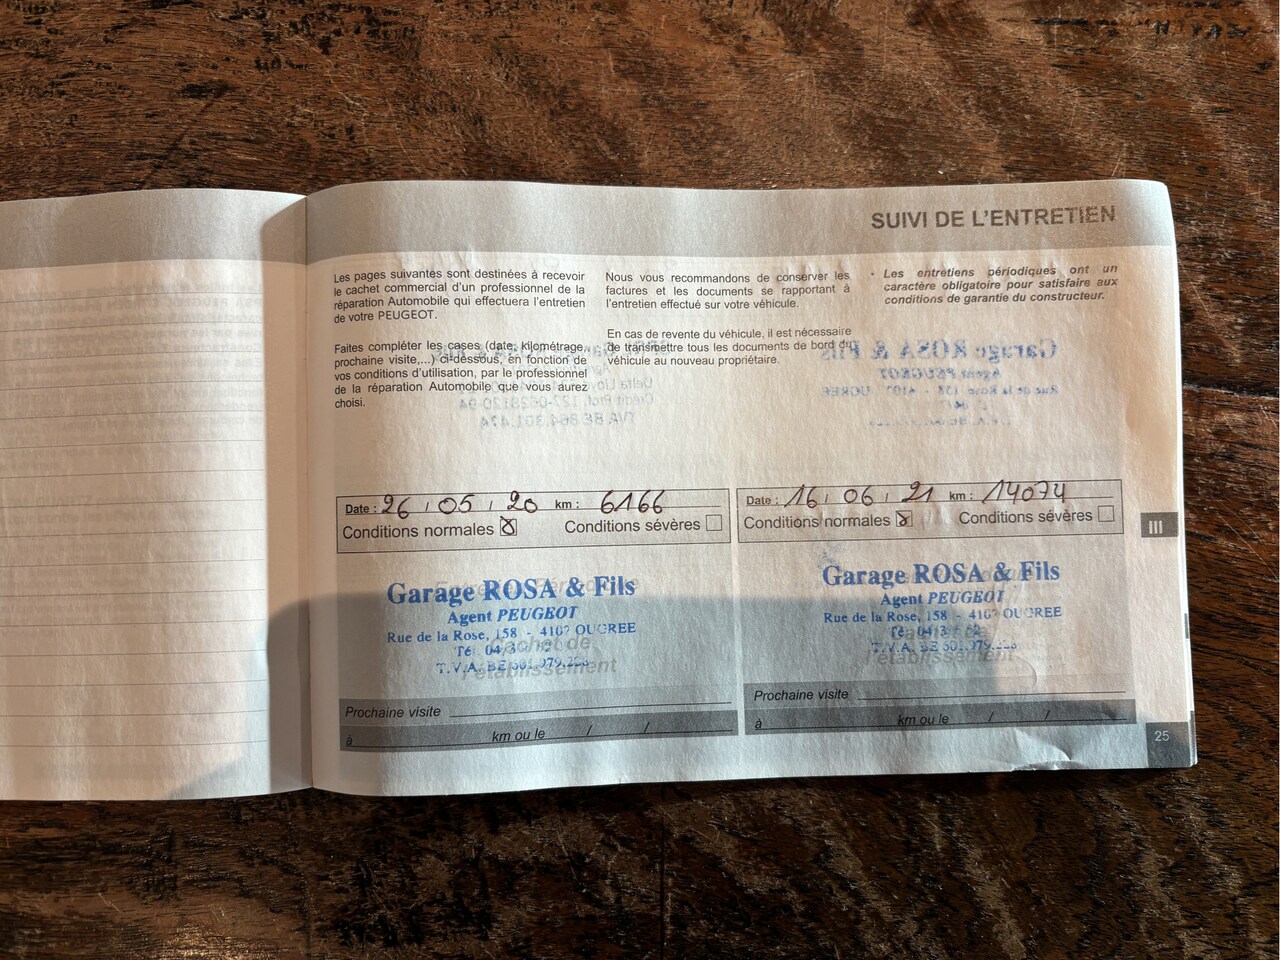 SUIVI DE L'ENTRETIEN
Les pages suivantes sont destinées à recevoir
le cachet commercial d'un professionnel de la
réparation Automobile qui effectuera l'entretien
de votre PEUGEOT.
Faites compléter les cases (date, kilométrage,
prochaine visite,...) ci-dessous, en fonction de
vos conditions d'utilisation, par le professionnel
de la réparation Automobile que vous aurez
choisi.
Nous vous recommandons de conserver les
factures et les documents se rapportant à
l'entretien effectué sur votre véhicule.
En cas de revente du véhicule, il est nécessaire
de transmettre tous les documents de bord du
véhicule au nouveau propriétaire.
• Les entretiens périodiques ont un
caractère obligatoire pour satisfaire aux
conditions de garantie du constructeur.
Date : 26 / 05 / 20 km : 6166
Conditions normales Conditions sévères
Garage ROSA & Fils
Agent PEUGEOT
Rue de la Rose, 158 - 4102 OUGREE
Cachet de
l'établissement
T.V.A. BE
Prochaine visite
à km ou le / /
Date : 16 / 06 / 21 km : 14074
Conditions normales Conditions sévères
Garage ROSA & Fils
Agent PEUGEOT
Rue de la Rose, 158 - 4102 OUGREE
l'établissement
T.V.A. BE
Prochaine visite
à km ou le / /
III
25